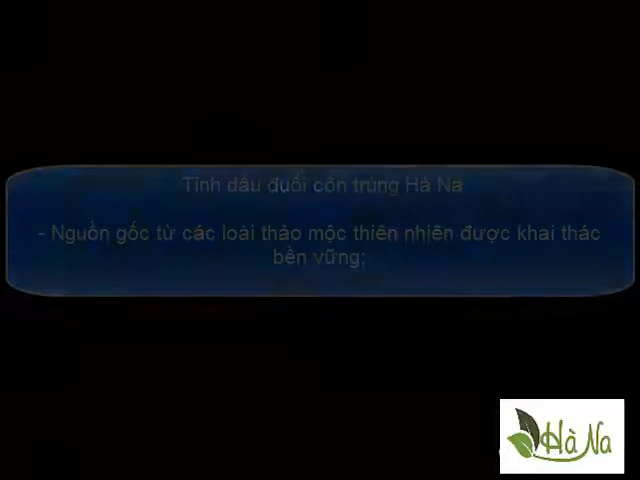 Tinh dầu đuổi côn trùng Hà Na
- Nguồn gốc từ các loài thảo mộc thiên nhiên được khai thác
bền vững;
Hà Na